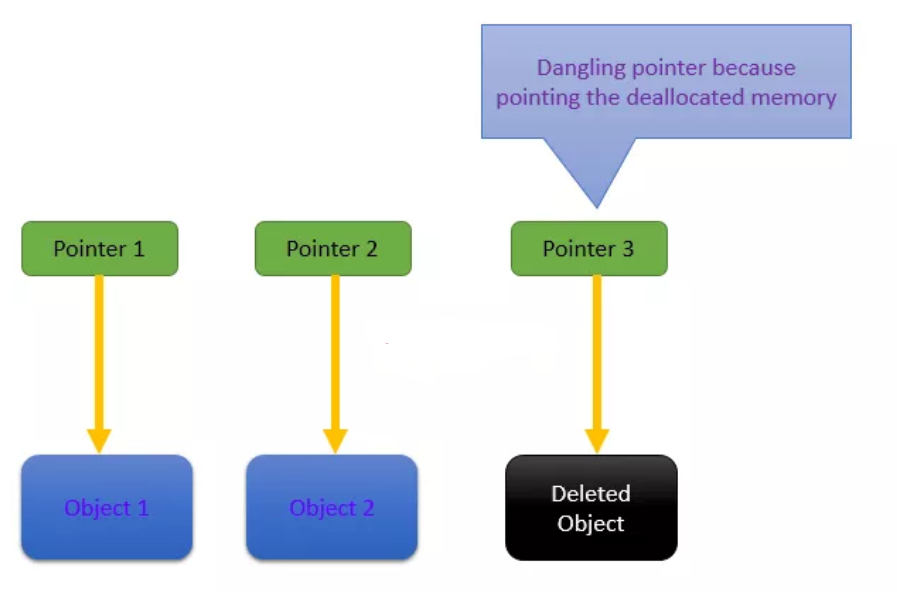 Dangling pointer because
pointing the deallocated memory
Pointer 1
Pointer 2
Pointer 3
Object 1
Object 2
Deleted
Object